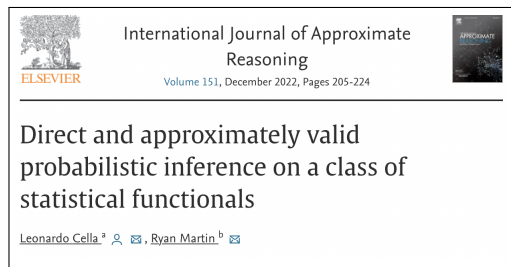 International Journal of Approximate
Reasoning
Volume 151, December 2022, Pages 205-224
ELSEVIER
APPROXIMATE
Direct and approximately valid
probabilistic inference on a class of
statistical functionals
Leonardo Cella a, Ryan Martin b